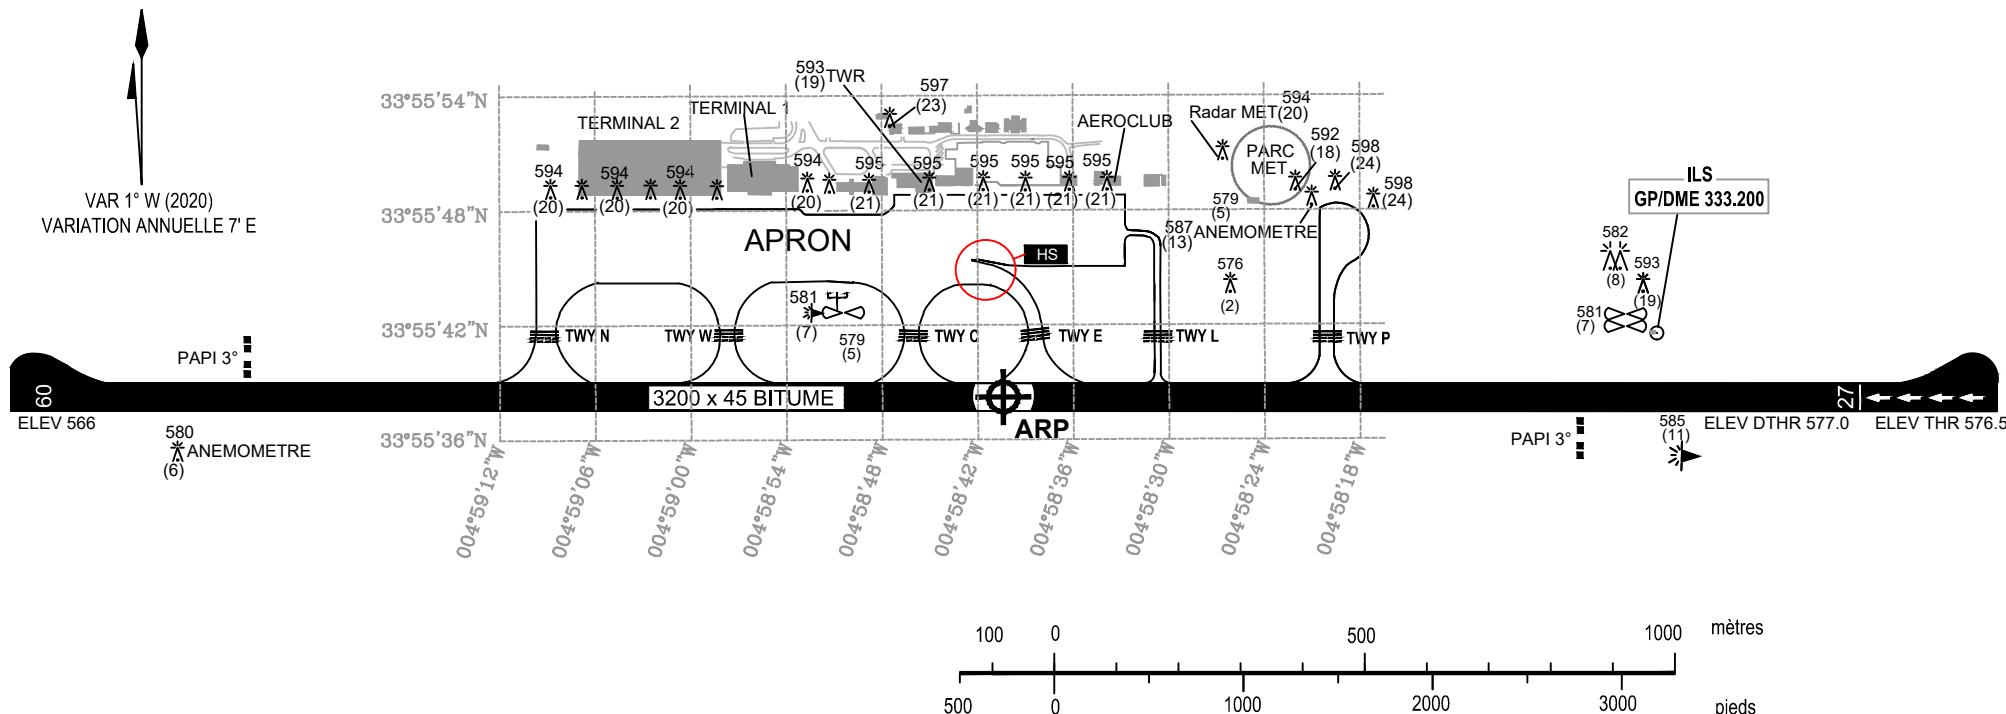 593
(19) TWR
597
(23)
33°55'54"N
TERMINAL 1
TERMINAL 2
AEROCLUB
594
Radar MET(20)
592
(18)
598
(24)
PARC
MET
594
(20)
594
(20)
594
(20)
594
(20)
595
(21)
595
(21)
595
(21)
595
(21)
595
(21)
595
(21)
598
(24)
579
(5)
ILS
GP/DME 333.200
VAR 1° W (2020)
VARIATION ANNUELLE 7' E
33°55'48"N
APRON
587
(13)
ANEMOMETRE
HS
576
(2)
582
(8)
593
(19)
581
(7)
581
(7)
579
(5)
33°55'42"N
TWY N
TWY W
TWY C
TWY E
TWY L
TWY P
PAPI 3°
09
3200 x 45 BITUME
27
ELEV 566
ARP
33°55'36"N
580
(6)
ANEMOMETRE
PAPI 3°
585
(11)
ELEV DTHR 577.0
ELEV THR 576.5
004°59'12"W
004°59'06"W
004°59'00"W
004°58'54"W
004°58'48"W
004°58'42"W
004°58'36"W
004°58'30"W
004°58'24"W
004°58'18"W
100 0 500 1000 mètres
500 0 1000 2000 3000 pieds